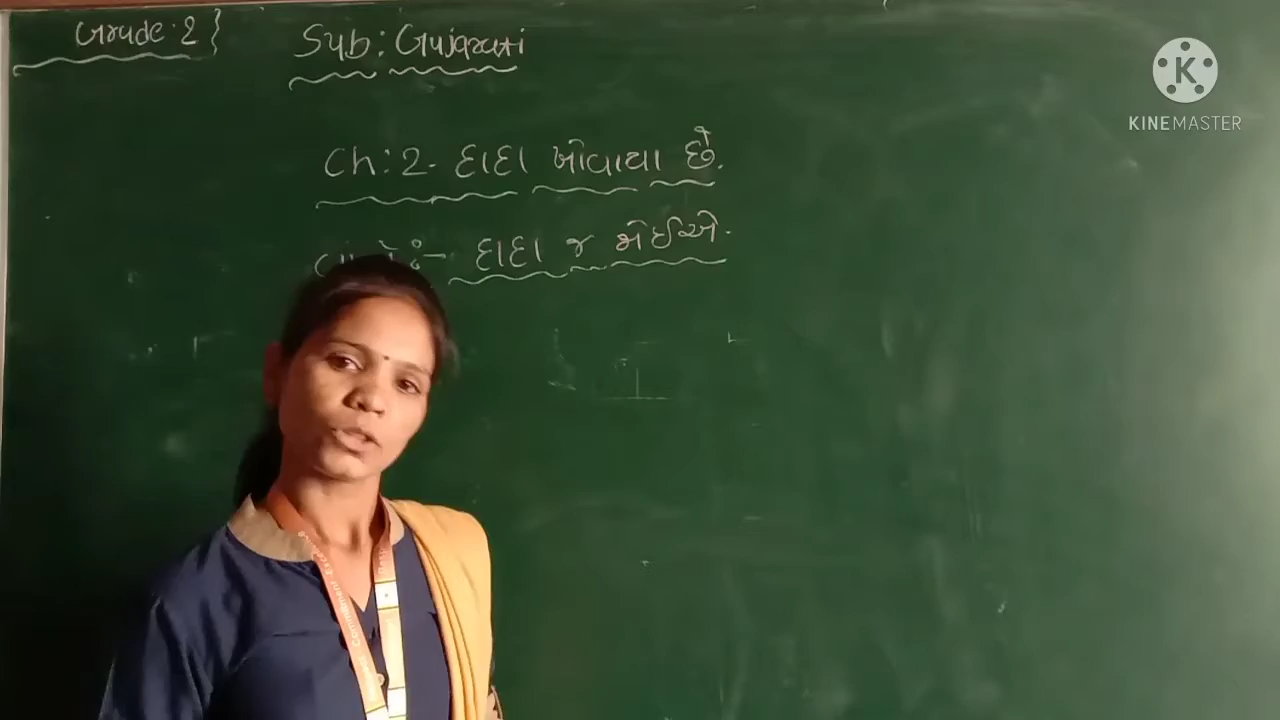 Grade-2}
Sub: Gujarati
KINEMASTER
Ch:2- દાદા ખોવાયા છે.
દાદા જ જોઈએ.